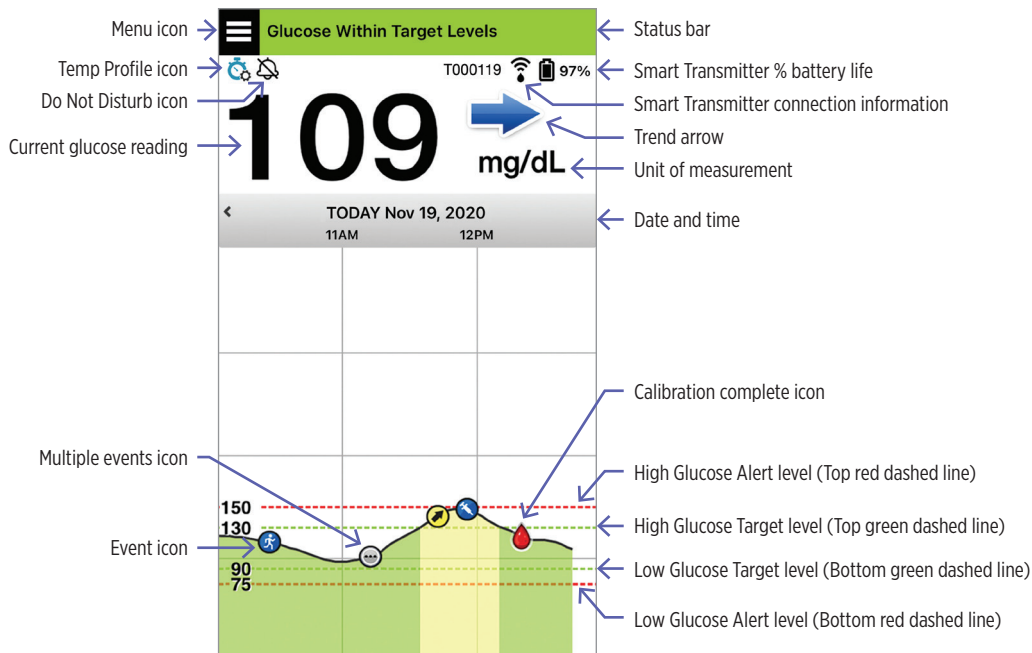 Menu icon
Glucose Within Target Levels
Status bar
Temp Profile icon
T000119
97%
Smart Transmitter % battery life
Do Not Disturb icon
Smart Transmitter connection information
109
Trend arrow
Current glucose reading
mg/dL
Unit of measurement
TODAY Nov 19, 2020
Date and time
11AM 12PM
Calibration complete icon
Multiple events icon
High Glucose Alert level (Top red dashed line)
150
130
High Glucose Target level (Top green dashed line)
Event icon
90
Low Glucose Target level (Bottom green dashed line)
75
Low Glucose Alert level (Bottom red dashed line)